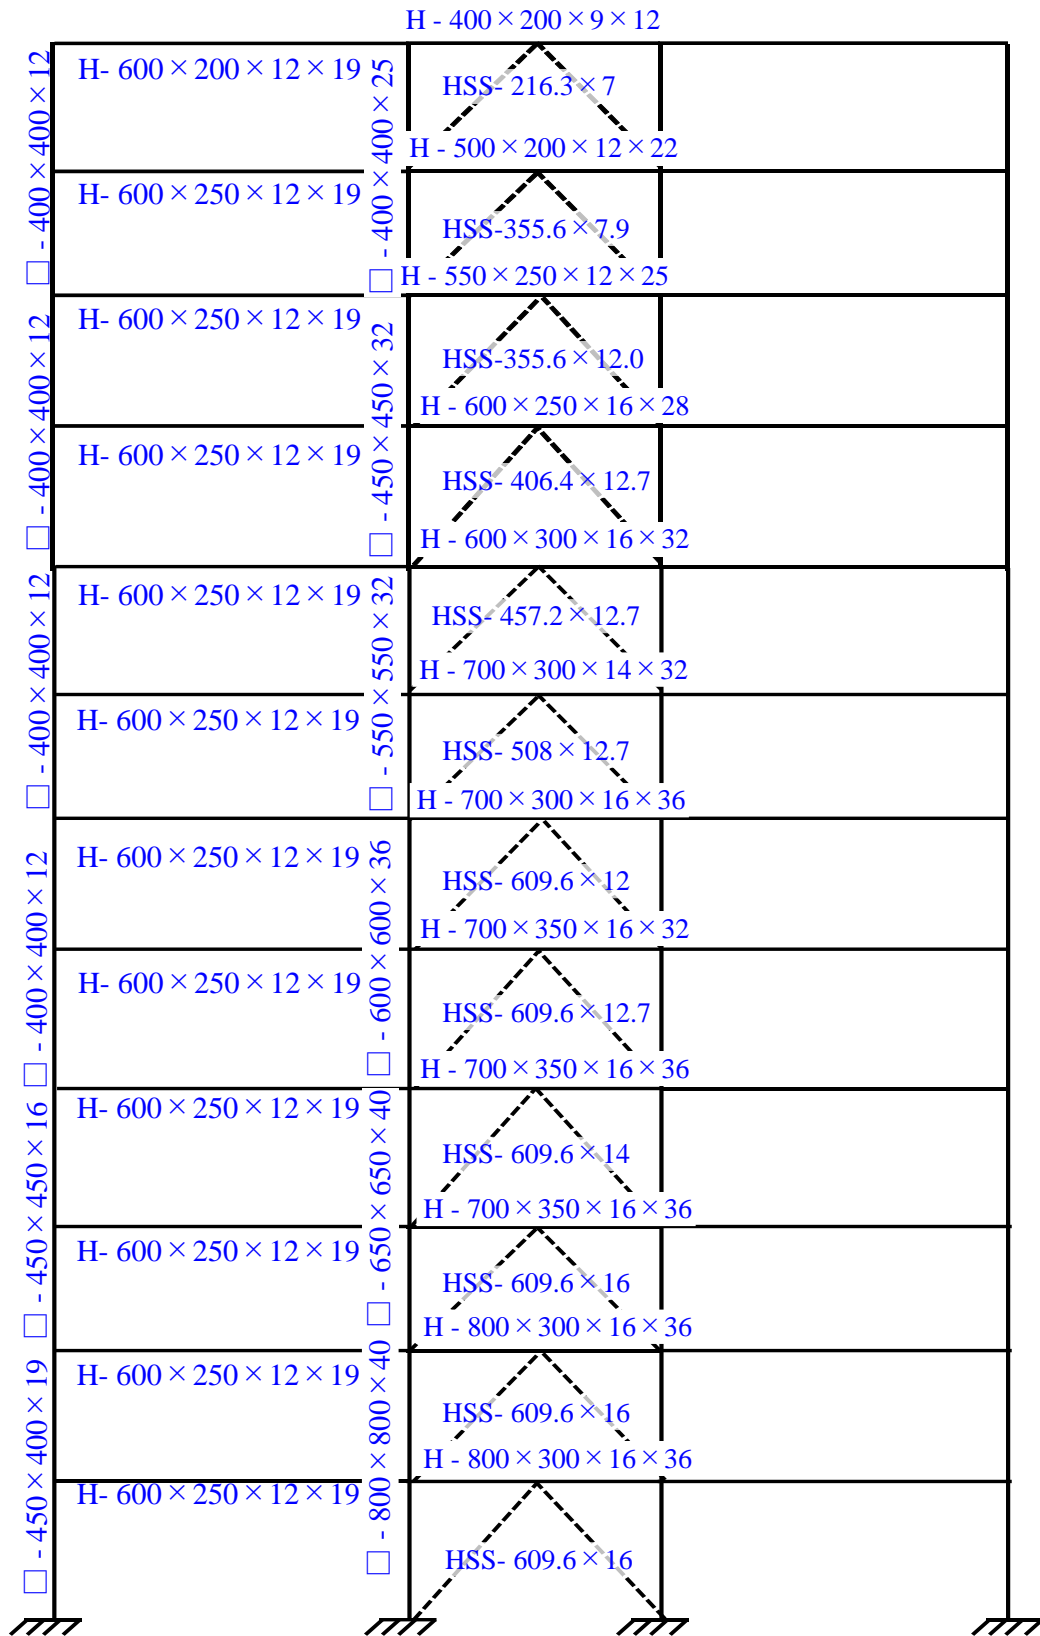 H - 400 × 200 × 9 × 12
H- 600 × 200 × 12 × 19
HSS- 216.3 × 7
H - 500 × 200 × 12 × 22
□ - 400 × 400 × 12
□ - 400 × 400 × 25
H- 600 × 250 × 12 × 19
HSS-355.6 × 7.9
H - 550 × 250 × 12 × 25
H- 600 × 250 × 12 × 19
HSS-355.6 × 12.0
H - 600 × 250 × 16 × 28
□ - 400 × 400 × 12
□ - 450 × 450 × 32
H- 600 × 250 × 12 × 19
HSS- 406.4 × 12.7
H - 600 × 300 × 16 × 32
H- 600 × 250 × 12 × 19
HSS- 457.2 × 12.7
H - 700 × 300 × 14 × 32
□ - 400 × 400 × 12
□ - 550 × 550 × 32
H- 600 × 250 × 12 × 19
HSS- 508 × 12.7
H - 700 × 300 × 16 × 36
H- 600 × 250 × 12 × 19
HSS- 609.6 × 12
H - 700 × 350 × 16 × 32
□ - 400 × 400 × 12
□ - 600 × 600 × 36
H- 600 × 250 × 12 × 19
HSS- 609.6 × 12.7
H - 700 × 350 × 16 × 36
H- 600 × 250 × 12 × 19
HSS- 609.6 × 14
H - 700 × 350 × 16 × 36
□ - 450 × 450 × 16
□ - 650 × 650 × 40
H- 600 × 250 × 12 × 19
HSS- 609.6 × 16
H - 800 × 300 × 16 × 36
H- 600 × 250 × 12 × 19
HSS- 609.6 × 16
H - 800 × 300 × 16 × 36
□ - 450 × 400 × 19
□ - 800 × 800 × 40
H- 600 × 250 × 12 × 19
HSS- 609.6 × 16